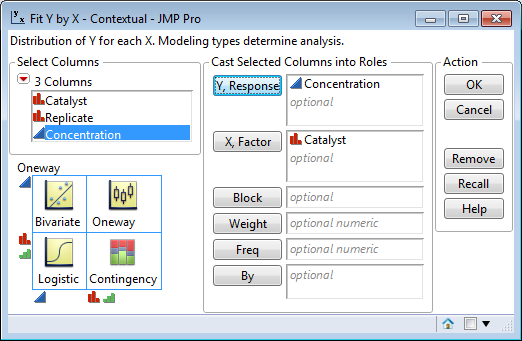 Fit Y by X - Contextual - JMP Pro
Distribution of Y for each X. Modeling types determine analysis.
Select Columns
3 Columns
Catalyst
Replicate
Concentration
Oneway
Bivariate
Oneway
Logistic
Contingency
Cast Selected Columns into Roles
Y, Response
Concentration
optional
X, Factor
Catalyst
optional
Block
optional
Weight
optional numeric
Freq
optional numeric
By
optional
Action
OK
Cancel
Remove
Recall
Help